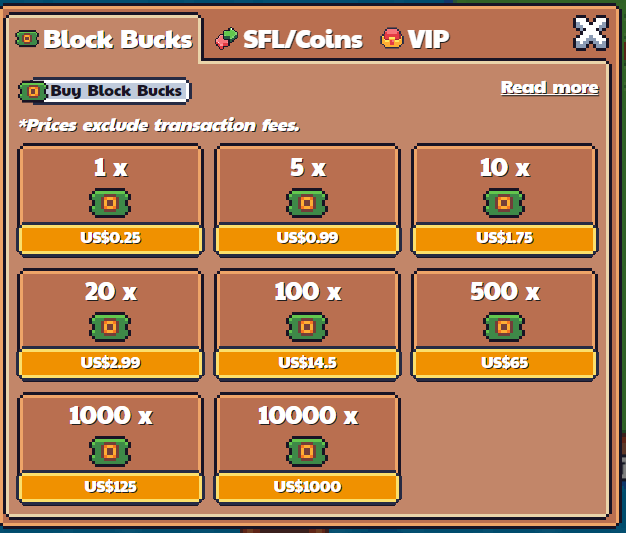 Block Bucks SFL/Coins VIP
Buy Block Bucks Read more
*Prices exclude transaction fees.
1 x 5 x 10 x
US$0.25 US$0.99 US$1.75
20 x 100 x 500 x
US$2.99 US$14.5 US$65
1000 x 10000 x
US$125 US$1000